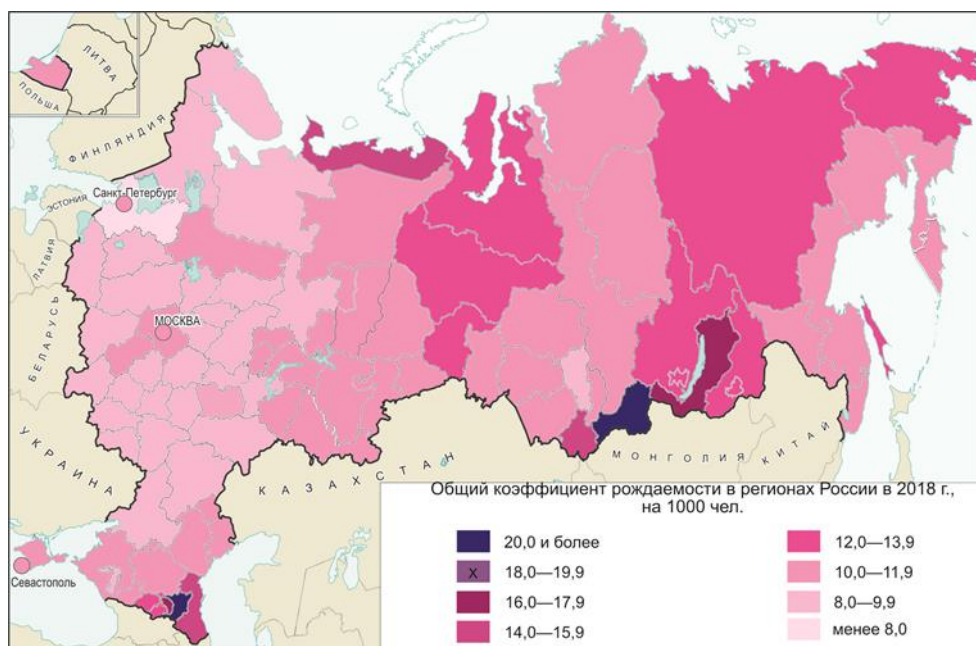 ЛИТВА
ПОЛЬША
ФИНЛЯНДИЯ
Санкт-Петербург
ЭСТОНИЯ
ЛАТВИЯ
БЕЛАРУСЬ
МОСКВА
УКРАИНА
КАЗАХСТАН
МОНГОЛИЯ
КИТАЙ
Севастополь
Общий коэффициент рождаемости в регионах России в 2018 г.,
на 1000 чел.
20,0 и более
x 18,0—19,9
16,0—17,9
14,0—15,9
12,0—13,9
10,0—11,9
8,0—9,9
менее 8,0